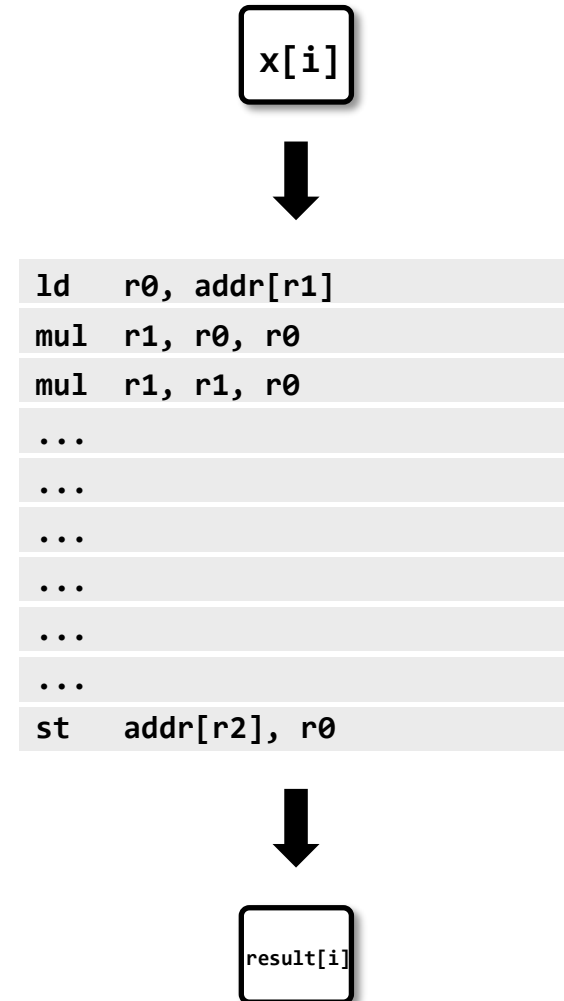 x[i]
ld r0, addr[r1]
mul r1, r0, r0
mul r1, r1, r0
...
...
...
...
...
...
st addr[r2], r0
result[i]